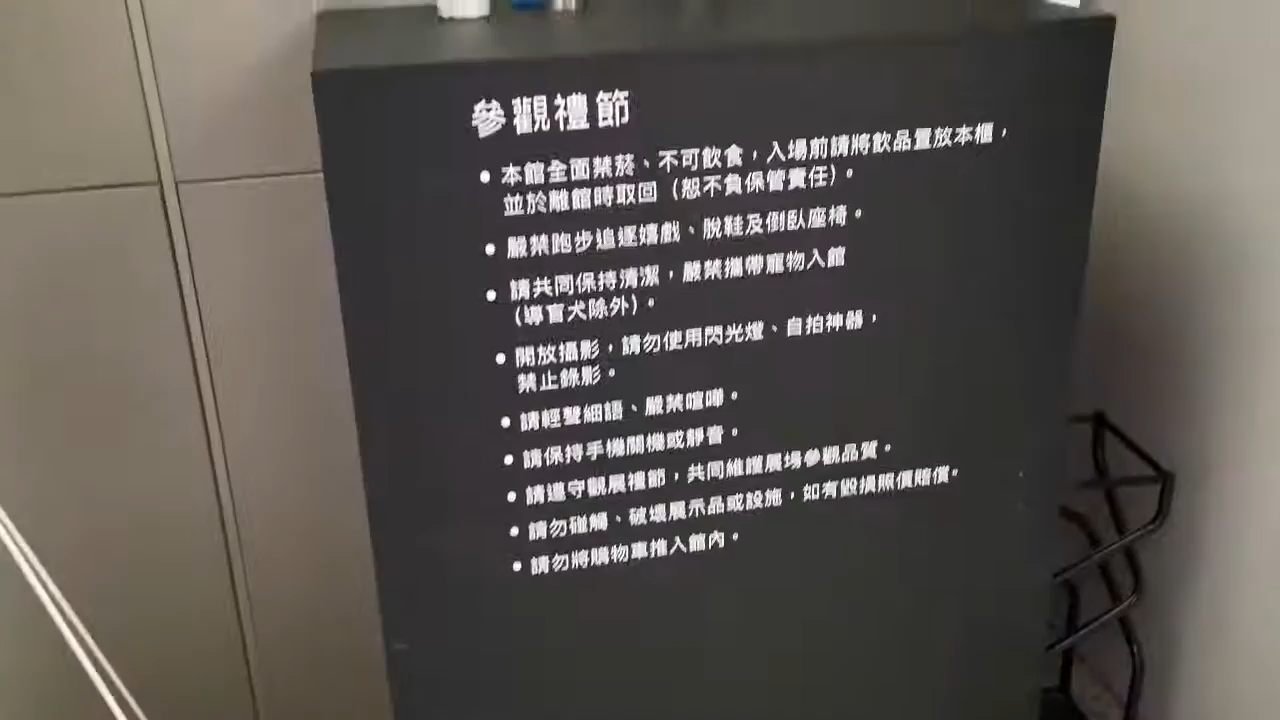 參觀禮節
• 本館全面禁菸、不可飲食，入場前請將飲品置放本櫃，
並於離館時取回（恕不負保管責任）。
• 嚴禁跑步追逐嬉戲、脫鞋及倒臥座椅。
• 請共同保持清潔，嚴禁攜帶寵物入館
（導盲犬除外）。
• 開放攝影，請勿使用閃光燈、自拍神器，
禁止錄影。
• 請輕聲細語、嚴禁喧嘩。
• 請保持手機關機或靜音。
• 請遵守觀展禮節，共同維護展場參觀品質。
• 請勿碰觸、破壞展示品或設施，如有毀損照價賠償。
• 請勿將購物車推入館內。